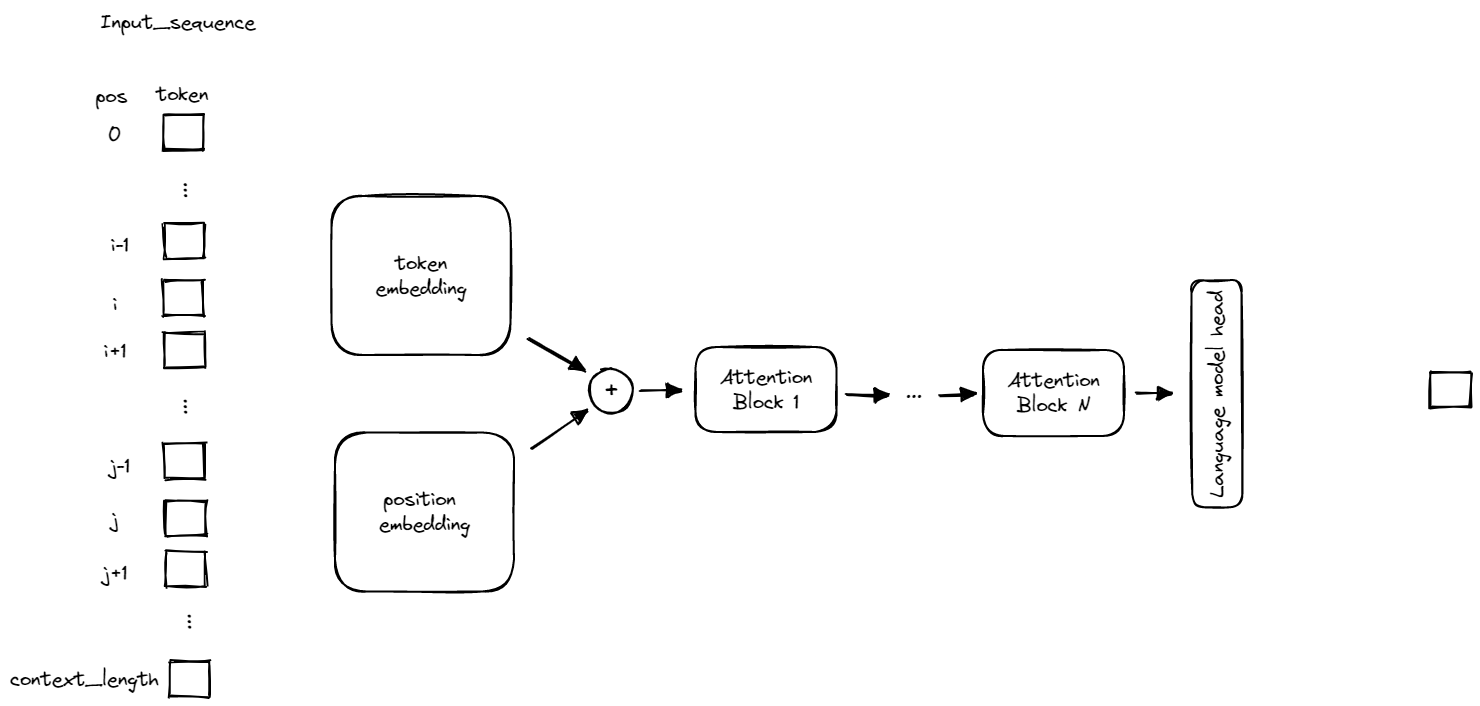 Input_sequence
pos token
0
...
i-1
i
i+1
...
j-1
j
j+1
...
context_length
token
embedding
position
embedding
+
Attention
Block 1
...
Attention
Block N
Language model head